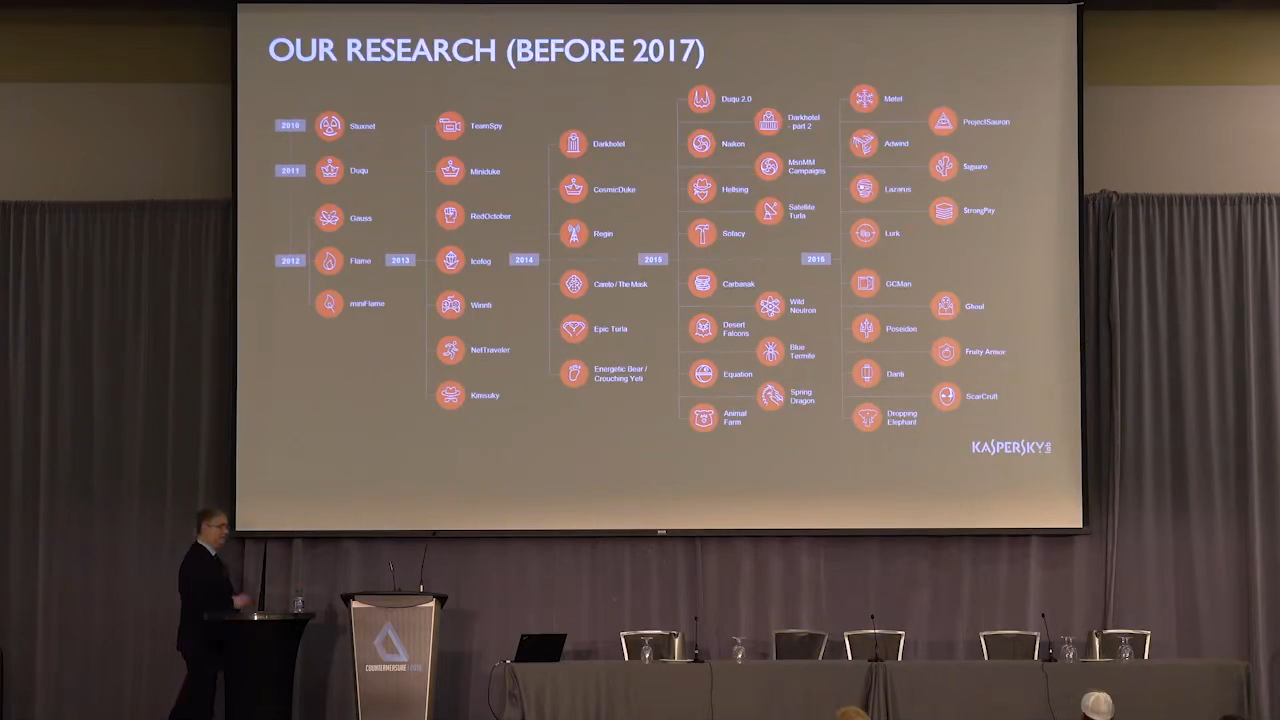 OUR RESEARCH (BEFORE 2017)
2010
Stuxnet
2011
Duqu
Gauss
2012
Flame
miniFlame
2013
TeamSpy
Miniduke
RedOctober
Icefog
Winnti
NetTraveler
Kimsuky
2014
Darkhotel
CosmicDuke
Regin
Careto / The Mask
Epic Turla
Energetic Bear /
Crouching Yeti
2015
Duqu 2.0
Darkhotel
- part 2
Naikon
MsnMM
Campaigns
Hellsing
Satellite
Turla
Sofacy
Carbanak
Wild
Neutron
Desert
Falcons
Blue
Termite
Equation
Spring
Dragon
Animal
Farm
2016
Metel
ProjectSauron
Adwind
Saguaro
Lazarus
StrongPity
Lurk
GCMan
Ghoul
Poseidon
Fruity Armor
Danti
ScarCruft
Dropping
Elephant
KASPERSKY lab
COUNTERMEASURE